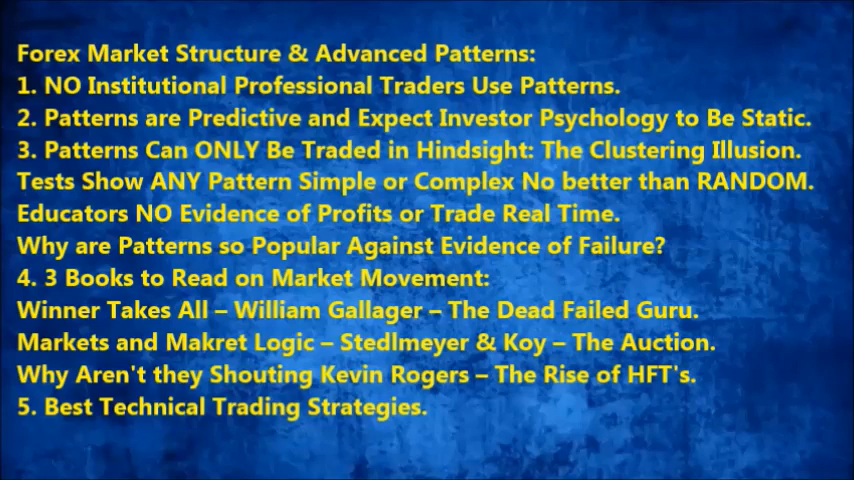 Forex Market Structure & Advanced Patterns:
1. NO Institutional Professional Traders Use Patterns.
2. Patterns are Predictive and Expect Investor Psychology to Be Static.
3. Patterns Can ONLY Be Traded in Hindsight: The Clustering Illusion.
Tests Show ANY Pattern Simple or Complex No better than RANDOM.
Educators NO Evidence of Profits or Trade Real Time.
Why are Patterns so Popular Against Evidence of Failure?
4. 3 Books to Read on Market Movement:
Winner Takes All – William Gallager – The Dead Failed Guru.
Markets and Makret Logic – Stedlmeyer & Koy – The Auction.
Why Aren't they Shouting Kevin Rogers – The Rise of HFT's.
5. Best Technical Trading Strategies.